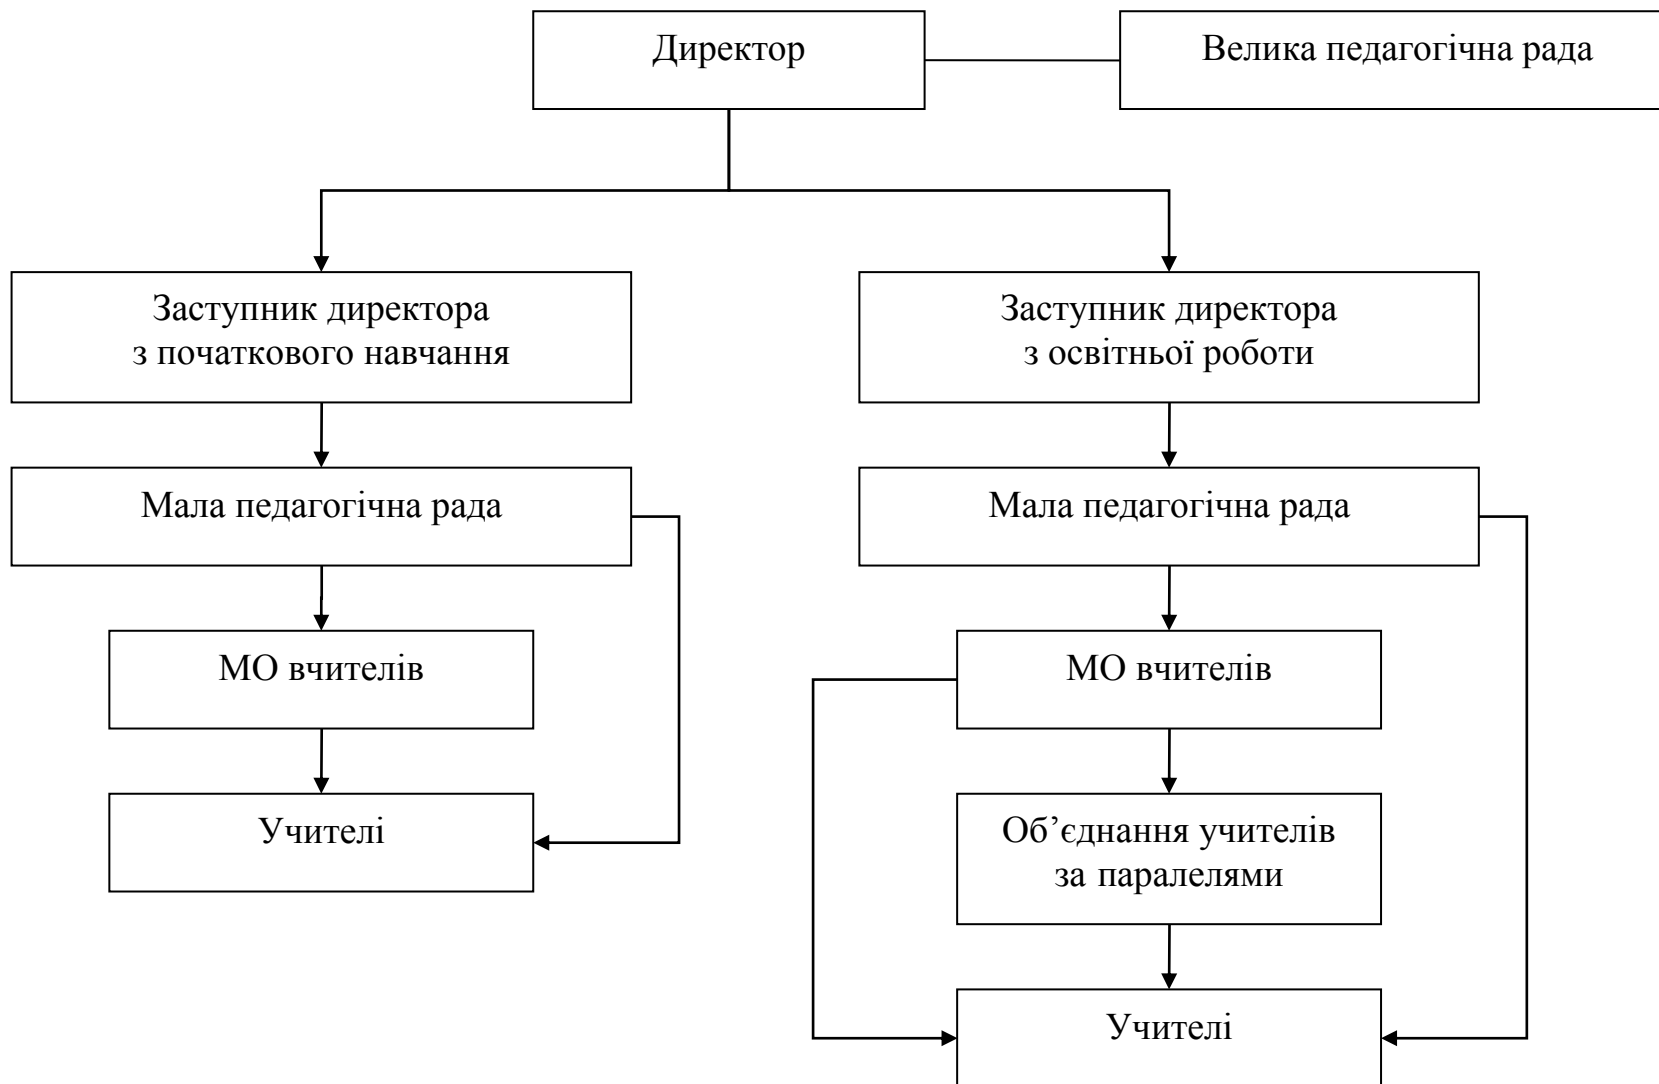 Директор
Велика педагогічна рада
Заступник директора
з початкового навчання
Заступник директора
з освітньої роботи
Мала педагогічна рада
Мала педагогічна рада
МО вчителів
МО вчителів
Учителі
Об’єднання учителів
за паралелями
Учителі